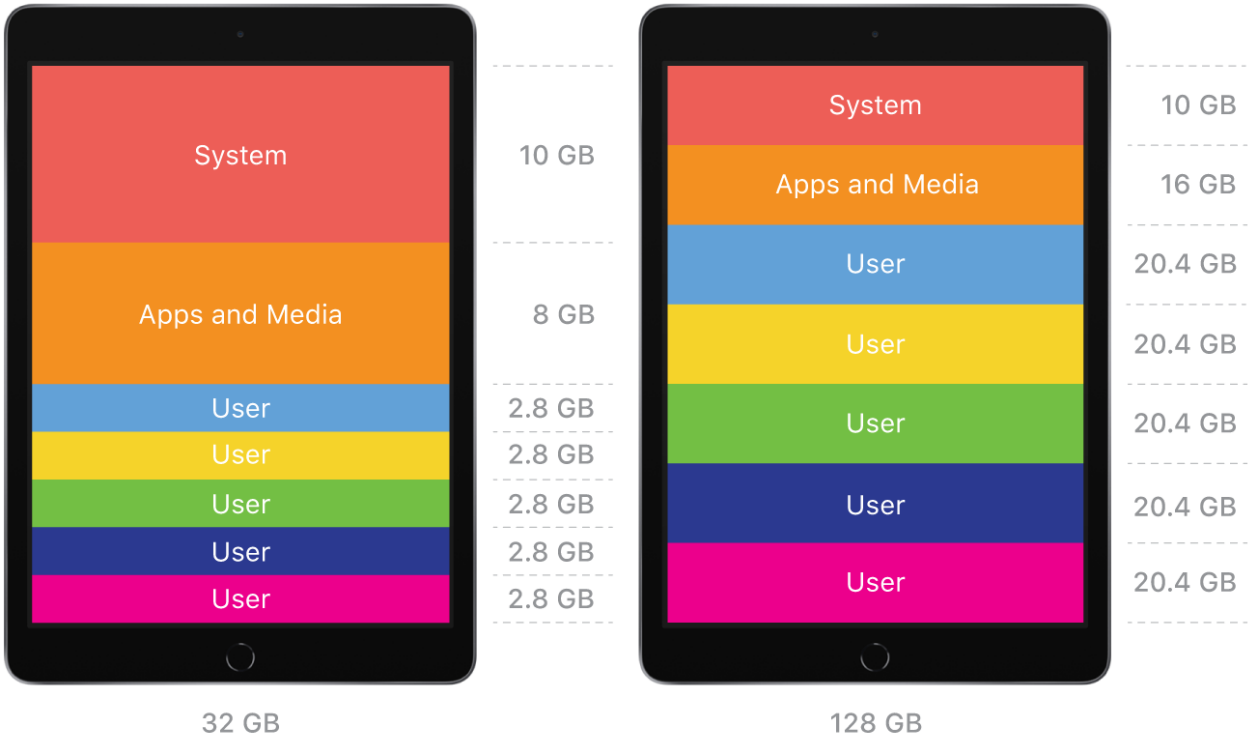 System
10 GB
Apps and Media
8 GB
User
2.8 GB
User
2.8 GB
User
2.8 GB
User
2.8 GB
User
2.8 GB
32 GB
System
10 GB
Apps and Media
16 GB
User
20.4 GB
User
20.4 GB
User
20.4 GB
User
20.4 GB
User
20.4 GB
128 GB